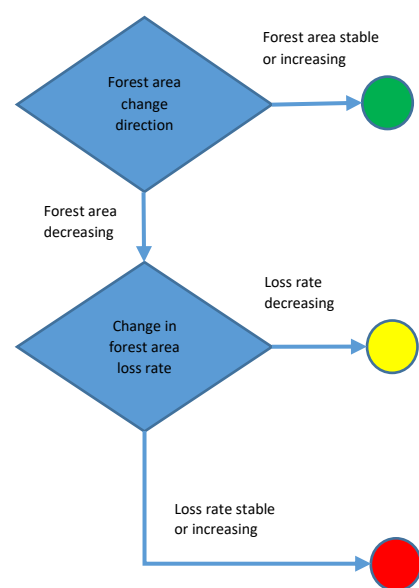 Forest area stable
or increasing
Forest area
change
direction
Forest area
decreasing
Loss rate
decreasing
Change in
forest area
loss rate
Loss rate stable
or increasing